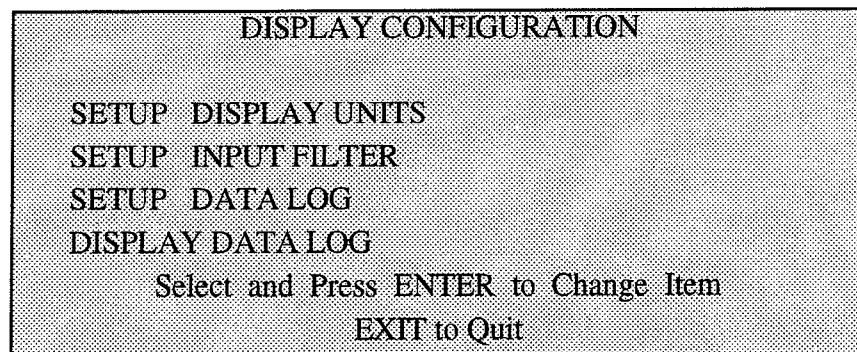 DISPLAY CONFIGURATION
SETUP DISPLAY UNITS
SETUP INPUT FILTER
SETUP DATA LOG
DISPLAY DATA LOG
Select and Press ENTER to Change Item
EXIT to Quit